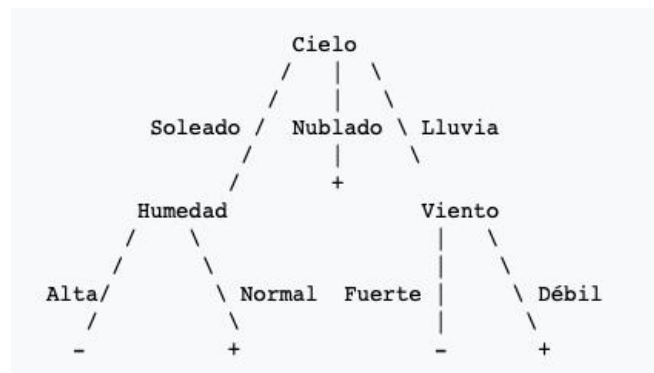 Cielo
Soleado Nublado Lluvia
+
Humedad Viento
Alta Normal Fuerte Débil
- + - +